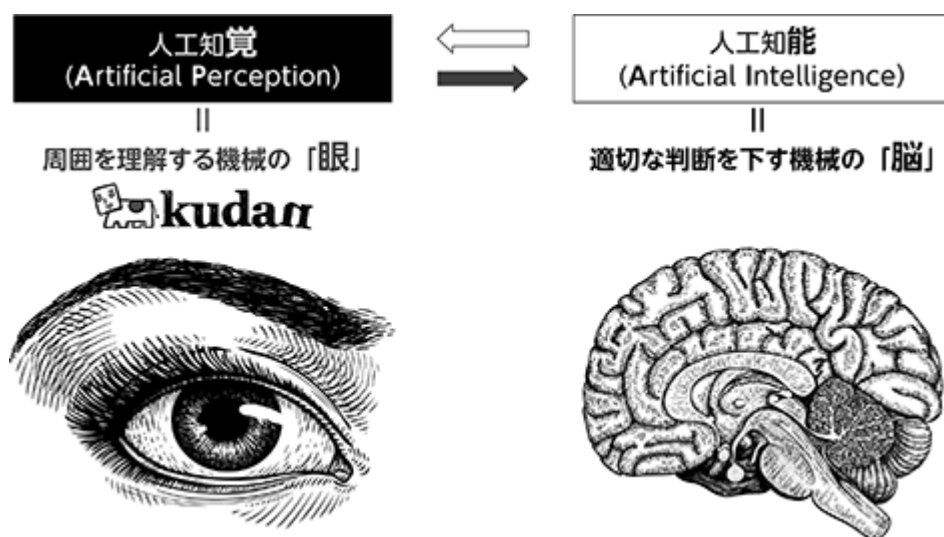 人工知覚
(Artificial Perception)
人工知能
(Artificial Intelligence)
周囲を理解する機械の「眼」
適切な判断を下す機械の「脳」
kudan